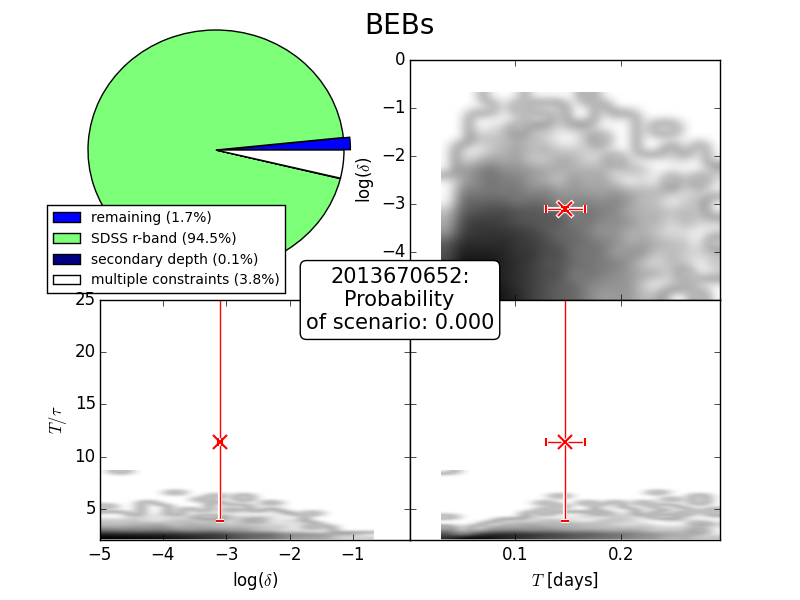 BEBs
remaining (1.7%)
SDSS r-band (94.5%)
secondary depth (0.1%)
multiple constraints (3.8%)
0
−1
−2
−3
−4
log(δ)
2013670652:
Probability
of scenario: 0.000
25
20
15
10
5
T/τ
−5 −4 −3 −2 −1
log(δ)
0.1 0.2
T [days]